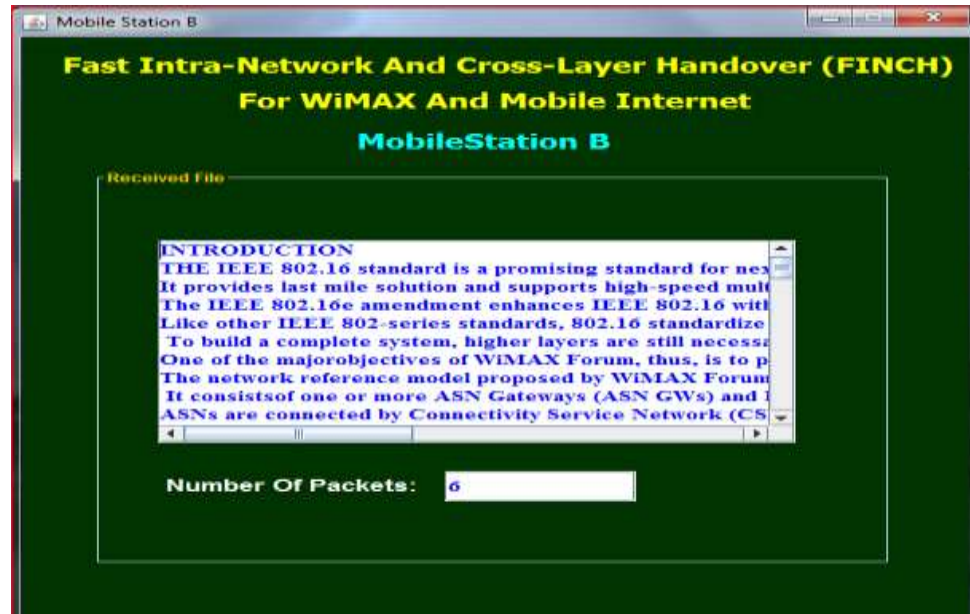 Mobile Station B
Fast Intra-Network And Cross-Layer Handover (FINCH)
For WiMAX And Mobile Internet
MobileStation B
Received File
INTRODUCTION
THE IEEE 802.16 standard is a promising standard for nex
It provides last mile solution and supports high-speed mult
The IEEE 802.16e amendment enhances IEEE 802.16 with
Like other IEEE 802-series standards, 802.16 standardize
To build a complete system, higher layers are still necessa
One of the majorobjectives of WiMAX Forum, thus, is to p
The network reference model proposed by WiMAX Forum
It consistsof one or more ASN Gateways (ASN GWs) and
ASNs are connected by Connectivity Service Network (CS
Number Of Packets: 6